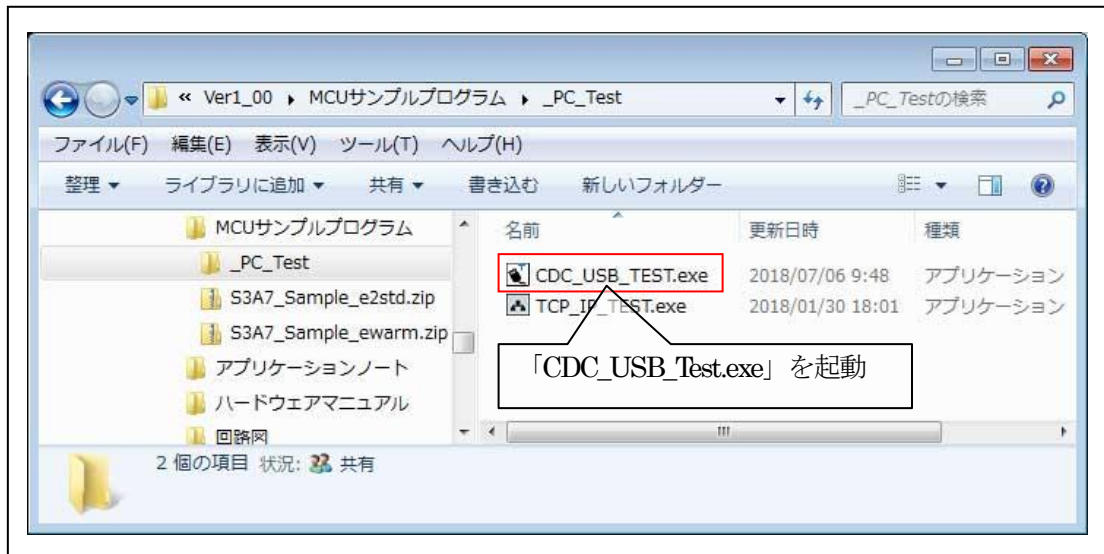 « Ver1_00 ▸ MCUサンプルプログラム ▸ _PC_Test
_PC_Testの検索
ファイル(F) 編集(E) 表示(V) ツール(T) ヘルプ(H)
整理 ▼ ライブラリに追加 ▼ 共有 ▼ 書き込む 新しいフォルダー
MCUサンプルプログラム
_PC_Test
S3A7_Sample_e2std.zip
S3A7_Sample_ewarm.zip
アプリケーションノート
ハードウェアマニュアル
回路図
名前 更新日時 種類
CDC_USB_TEST.exe 2018/07/06 9:48 アプリケーション
TCP_IP_TEST.exe 2018/01/30 18:01 アプリケーション
「CDC_USB_Test.exe」を起動
2 個の項目 状況: 共有